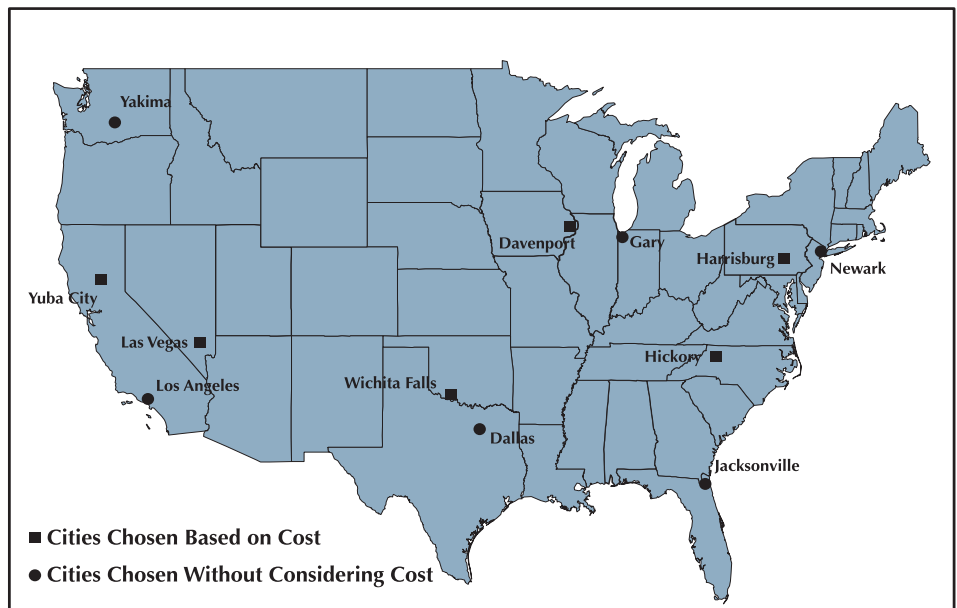 Yakima
Davenport
Gary
Harrisburg
Newark
Yuba City
Las Vegas
Hickory
Los Angeles
Wichita Falls
Dallas
Jacksonville
Cities Chosen Based on Cost
Cities Chosen Without Considering Cost